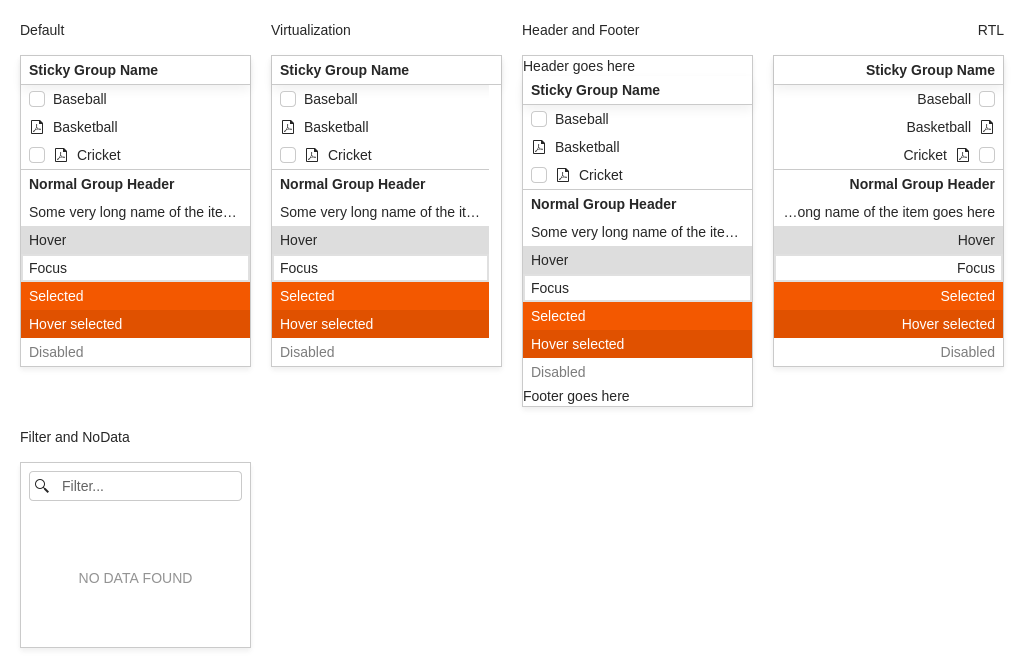 Default
Sticky Group Name
Baseball
Basketball
Cricket
Normal Group Header
Some very long name of the ite…
Hover
Focus
Selected
Hover selected
Disabled
Virtualization
Sticky Group Name
Baseball
Basketball
Cricket
Normal Group Header
Some very long name of the it…
Hover
Focus
Selected
Hover selected
Disabled
Header and Footer
Header goes here
Sticky Group Name
Baseball
Basketball
Cricket
Normal Group Header
Some very long name of the ite…
Hover
Focus
Selected
Hover selected
Disabled
Footer goes here
RTL
Sticky Group Name
Baseball
Basketball
Cricket
Normal Group Header
…ong name of the item goes here
Hover
Focus
Selected
Hover selected
Disabled
Filter and NoData
Filter...
NO DATA FOUND